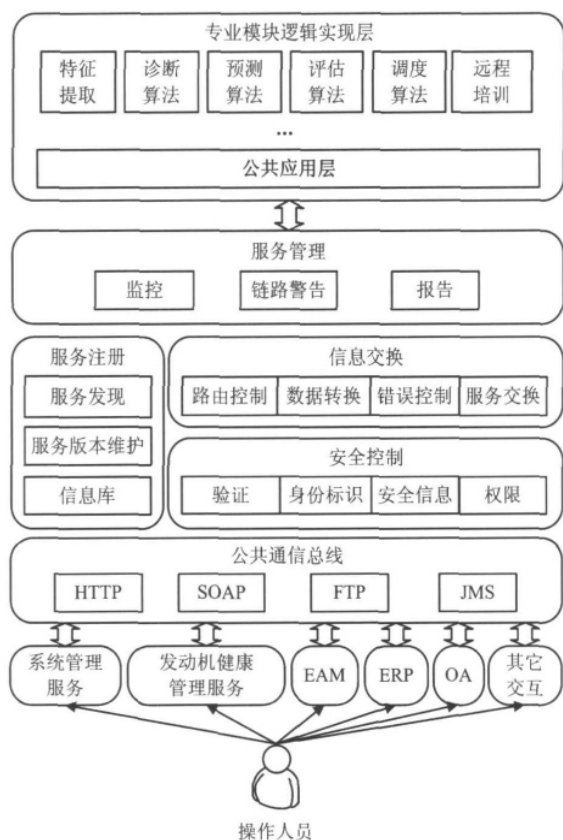 专业模块逻辑实现层
特征 诊断 预测 评估 调度 远程
提取 算法 算法 算法 算法 培训
...
公共应用层
服务管理
监控 链路警告 报告
服务注册
服务发现
服务版本维护
信息库
信息交换
路由控制 数据转换 错误控制 服务交换
安全控制
验证 身份标识 安全信息 权限
公共通信总线
HTTP SOAP FTP JMS
系统管理 发动机健康 EAM ERP OA 其它
服务 管理服务 交互
操作人员